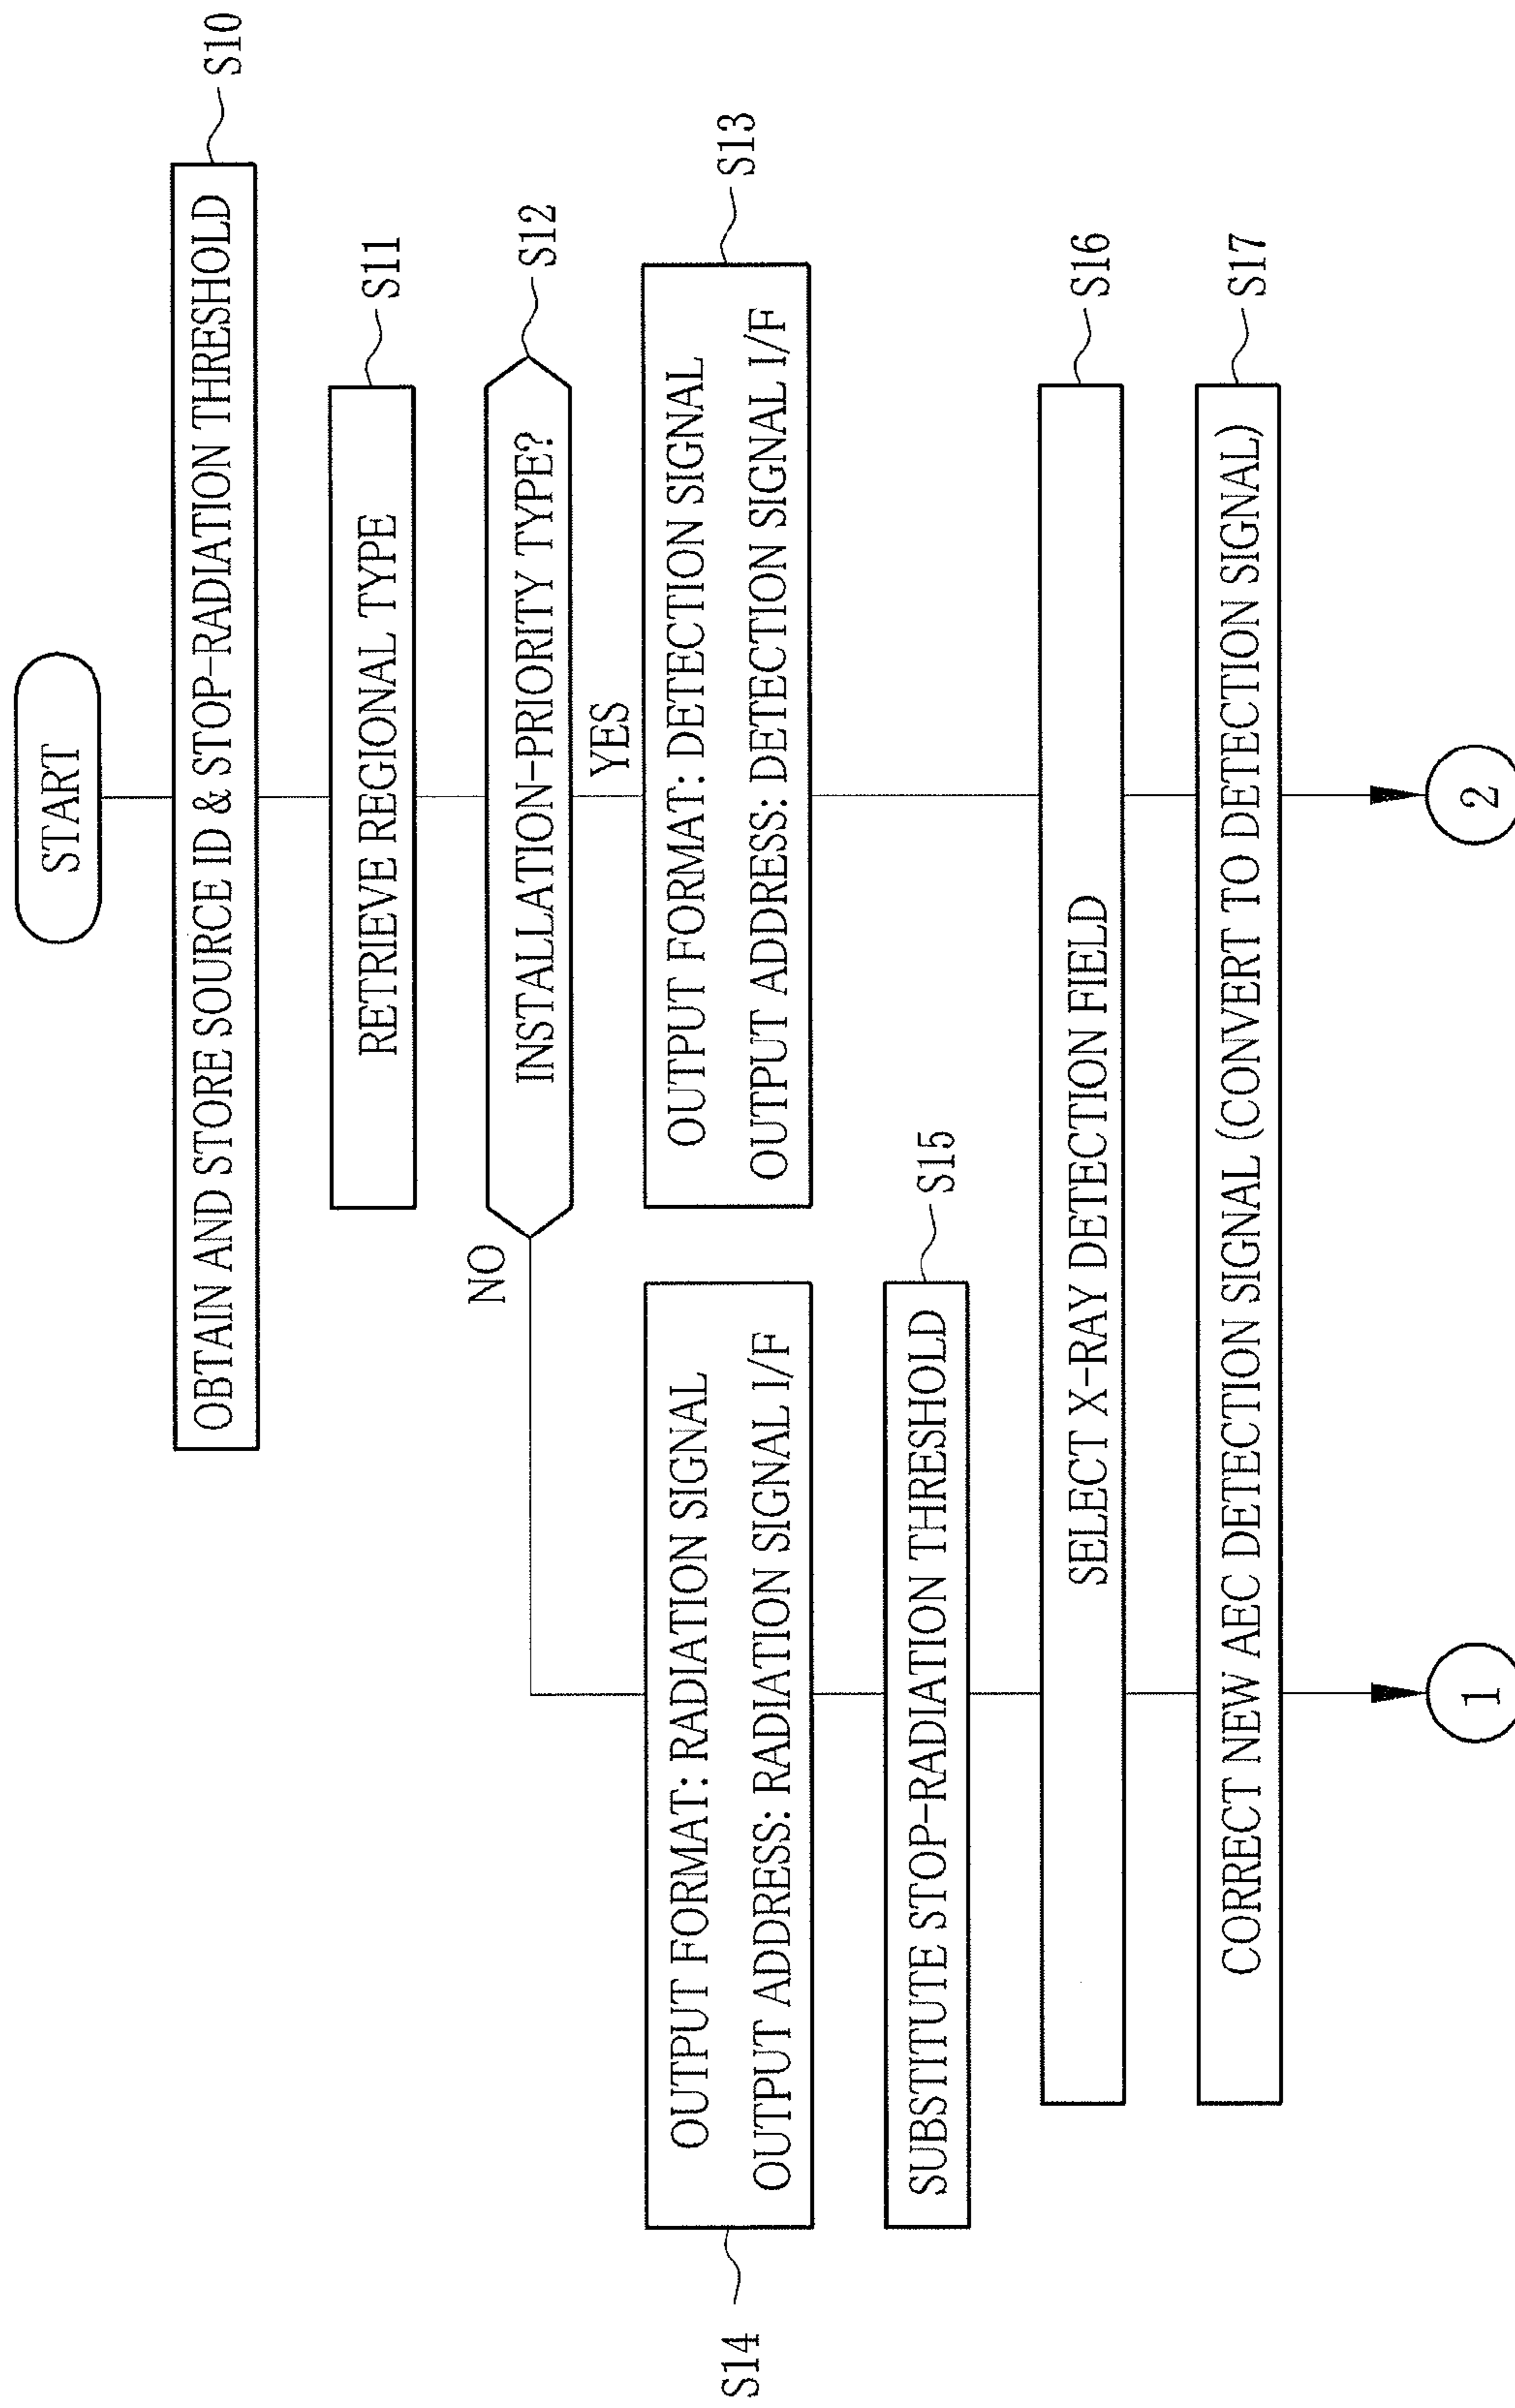 START
OBTAIN AND STORE SOURCE ID & STOP-RADIATION THRESHOLD
S10
RETRIEVE REGIONAL TYPE
S11
INSTALLATION-PRIORITY TYPE?
S12
NO
YES
S14
OUTPUT FORMAT: RADIATION SIGNAL
OUTPUT ADDRESS: RADIATION SIGNAL I/F
OUTPUT FORMAT: DETECTION SIGNAL
OUTPUT ADDRESS: DETECTION SIGNAL I/F
S13
SUBSTITUTE STOP-RADIATION THRESHOLD
S15
SELECT X-RAY DETECTION FIELD
S16
CORRECT NEW AEC DETECTION SIGNAL (CONVERT TO DETECTION SIGNAL)
S17
1
2